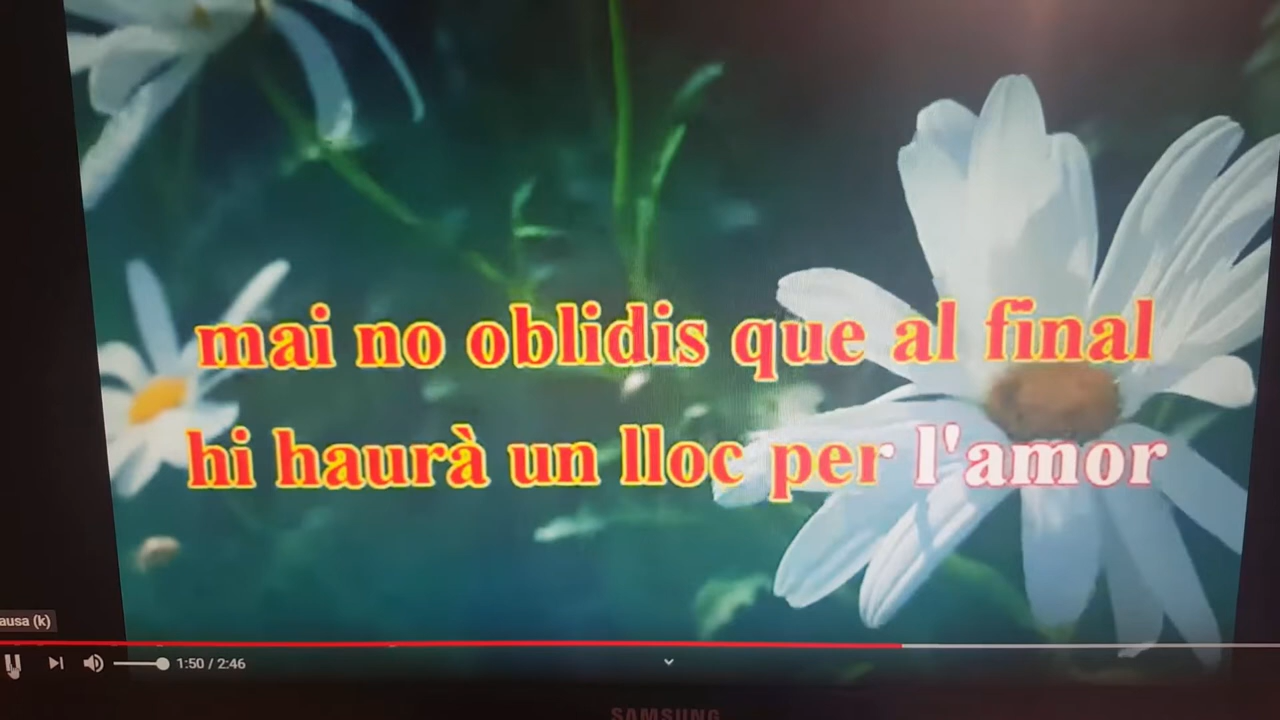 mai no oblidis que al final
hi haurà un lloc per l'amor
ausa (k)
1:50 / 2:46
SAMSUNG